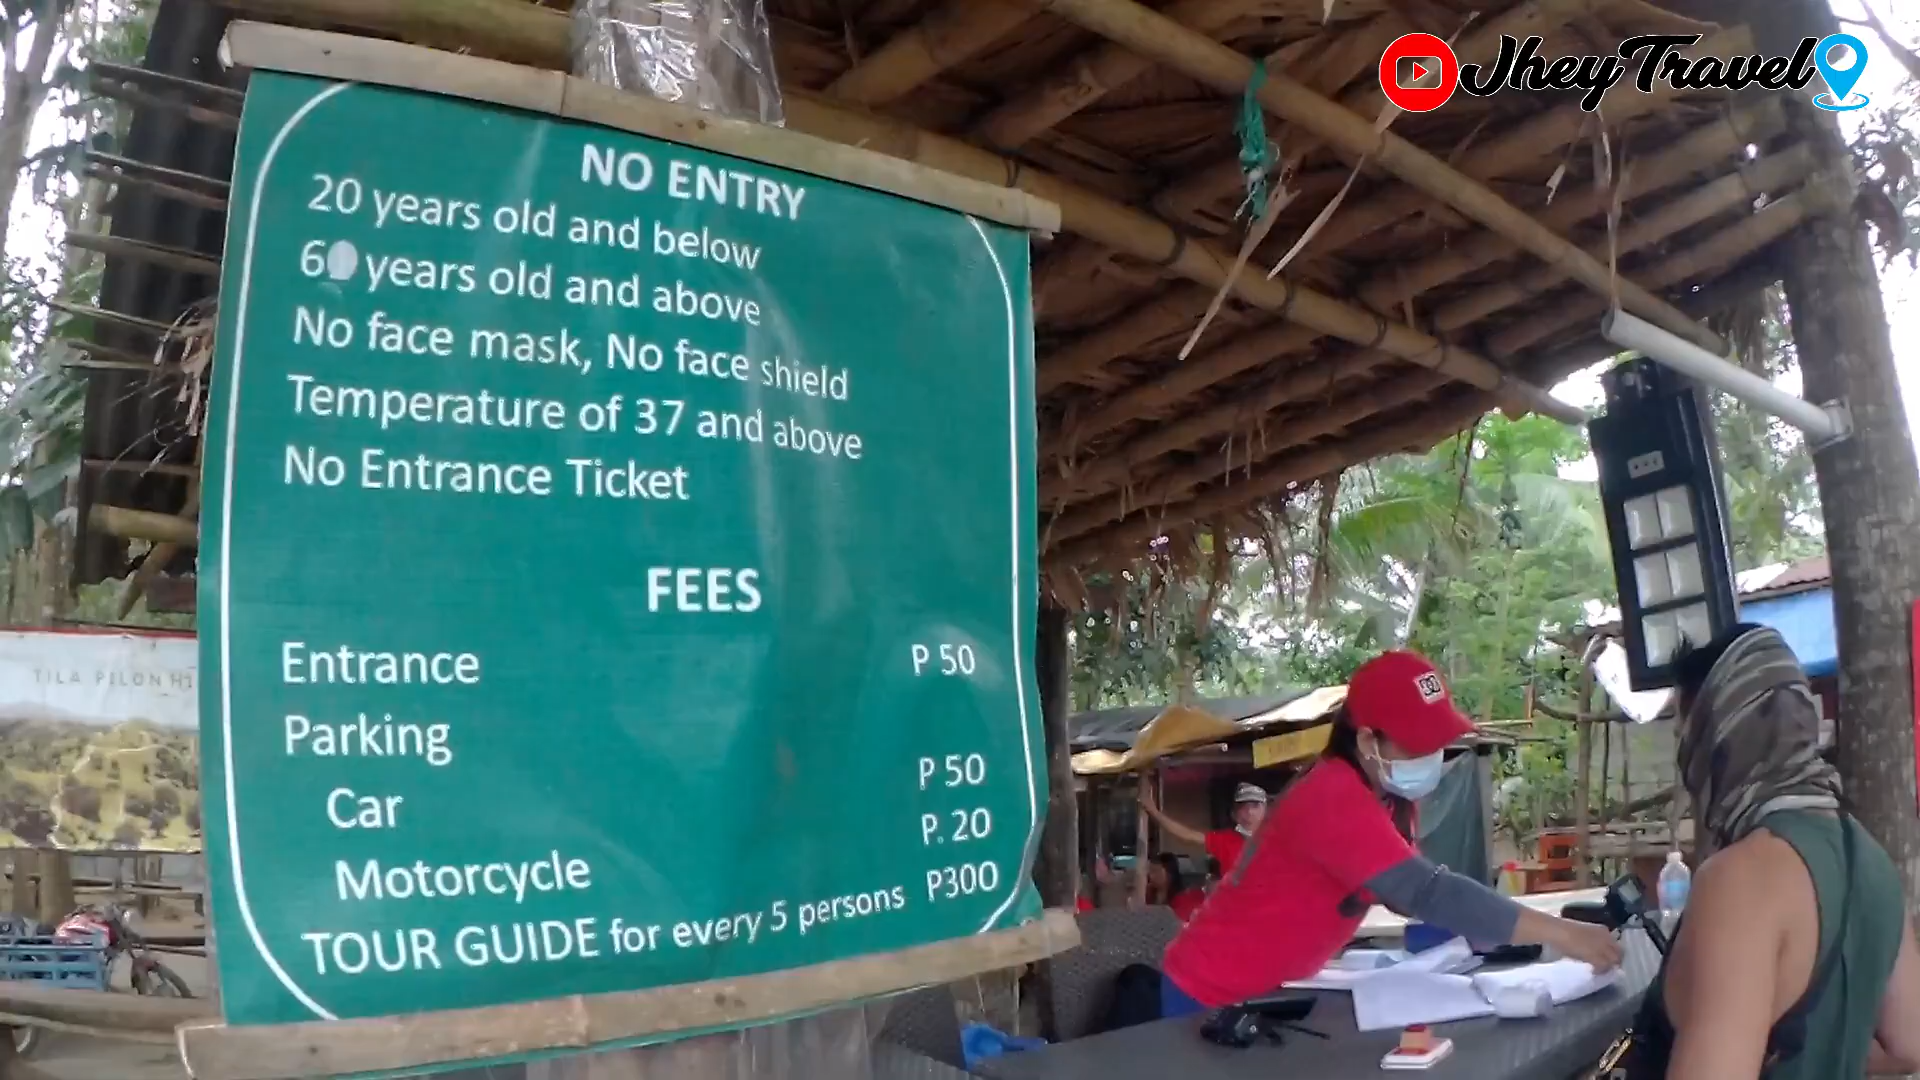 JheyTravel
NO ENTRY
20 years old and below
60 years old and above
No face mask, No face shield
Temperature of 37 and above
No Entrance Ticket
FEES
Entrance P 50
Parking
Car P 50
Motorcycle P. 20
TOUR GUIDE for every 5 persons P300
TILA PILON HI